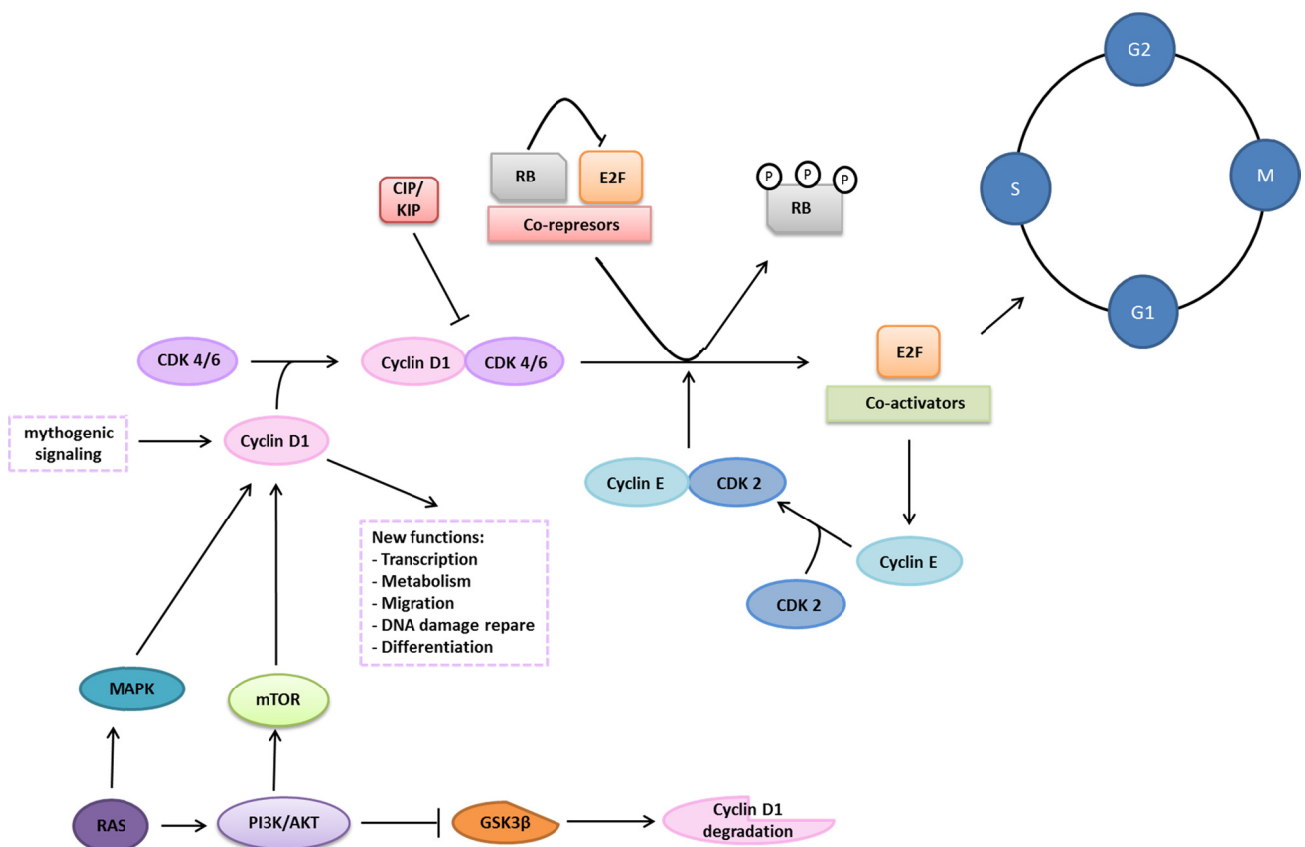 G2
S
M
G1
RB
E2F
Co-represors
CIP/
KIP
P
P
P
RB
CDK 4/6
Cyclin D1
CDK 4/6
E2F
Co-activators
mythogenic
signaling
Cyclin D1
Cyclin E
CDK 2
New functions:
- Transcription
- Metabolism
- Migration
- DNA damage repare
- Differentiation
Cyclin E
CDK 2
MAPK
mTOR
RAS
PI3K/AKT
GSK3β
Cyclin D1
degradation